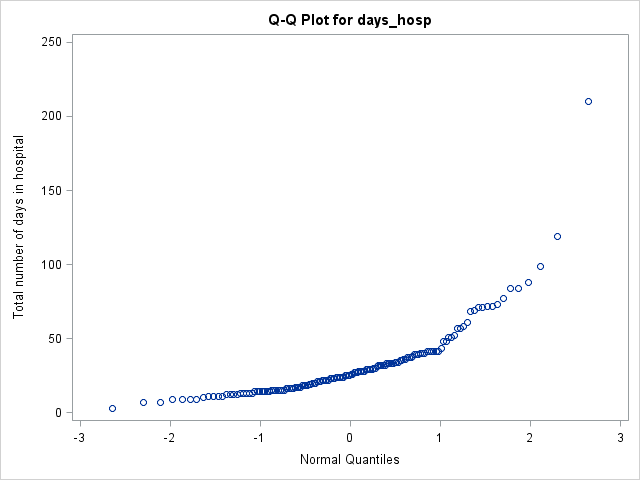 Q-Q Plot for days_hosp
250
200
150
100
50
0
Total number of days in hospital
-3 -2 -1 0 1 2 3
Normal Quantiles